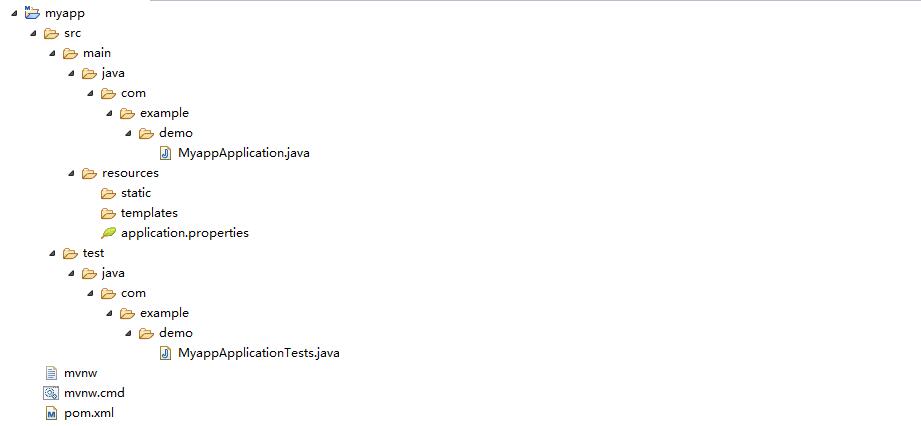 myapp
src
main
java
com
example
demo
MyappApplication.java
resources
static
templates
application.properties
test
java
com
example
demo
MyappApplicationTests.java
mvnw
mvnw.cmd
pom.xml